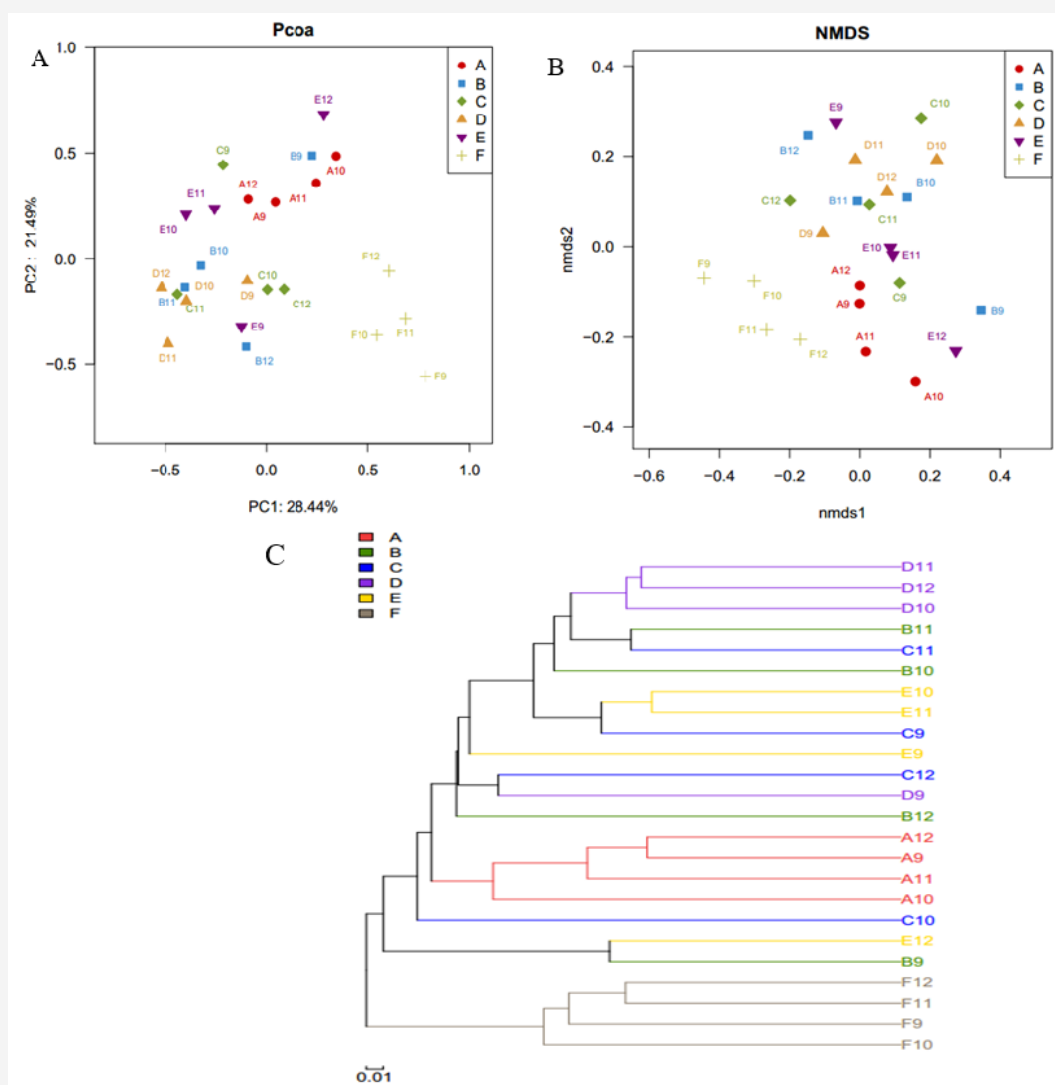 Pcoa
A
1.0
0.5
0.0
−0.5
PC2 : 21.49%
−0.5
0.0
0.5
1.0
PC1: 28.44%
A
B
C
D
E
F
E12
B9
A10
C9
A12
A11
A9
E11
E10
B10
D12
D10
B11
C11
D9
C10
C12
D11
E9
B12
F12
F10
F11
F9
NMDS
B
0.4
0.2
0.0
−0.2
−0.4
nmds2
−0.6
−0.4
−0.2
0.0
0.2
0.4
nmds1
A
B
C
D
E
F
E9
C10
B12
D11
D10
D12
B10
C12
B11
C11
D9
E10
E11
F9
A12
C9
F10
A9
B9
F11
A11
E12
F12
A10
C
A
B
C
D
E
F
D11
D12
D10
B11
C11
B10
E10
E11
C9
E9
C12
D9
B12
A12
A9
A11
A10
C10
E12
B9
F12
F11
F9
F10
0.01